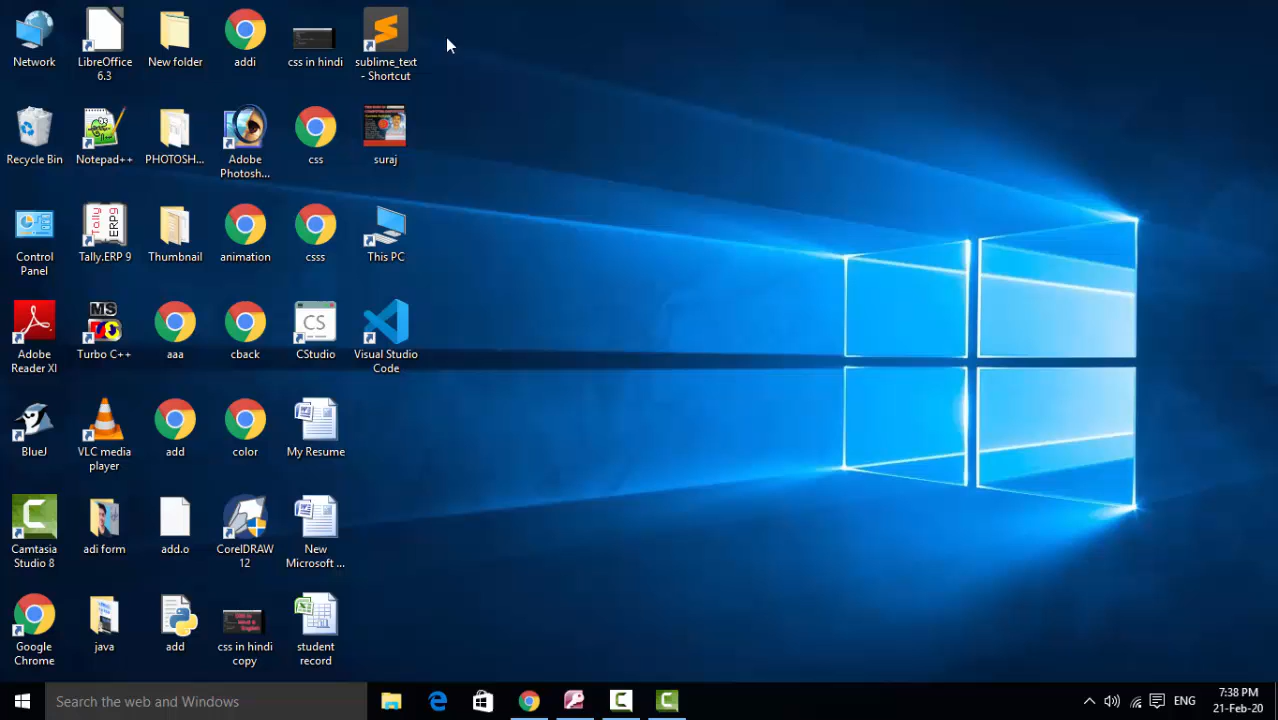 Network
LibreOffice
6.3
New folder
addi
css in hindi
sublime_text
- Shortcut
Recycle Bin
Notepad++
PHOTOSH...
Adobe
Photosh...
css
suraj
Control
Panel
Tally.ERP 9
Thumbnail
animation
csss
This PC
Adobe
Reader XI
MS
Turbo C++
aaa
cback
CS
CStudio
Visual Studio
Code
BlueJ
VLC media
player
add
color
My Resume
Camtasia
Studio 8
adi form
add.o
CorelDRAW
12
New
Microsoft ...
Google
Chrome
java
add
css in hindi
copy
student
record
Search the web and Windows
ENG
7:38 PM
21-Feb-20